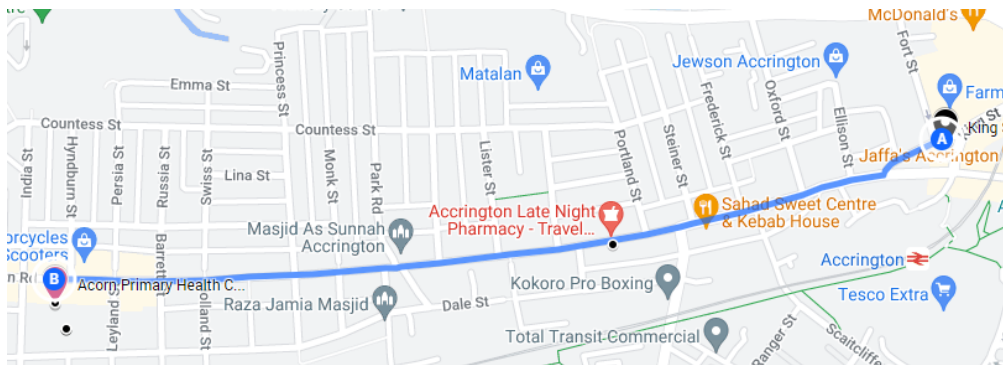 McDonald's
Fort St
Princess St
Matalan
Jewson Accrington
Emma St
Frederick St
Oxford St
Ellison St
Farm
Countess St
Countess St
King
A
India St
Hyndburn St
Persia St
Russia St
Swiss St
Lina St
Monk St
Park Rd
Lister St
Portland St
Steiner St
Jaffa's Accrington
Accrington Late Night
Pharmacy - Travel...
Sahad Sweet Centre
& Kebab House
Masjid As Sunnah
Accrington
orcycles
Scooters
n Rd
B
Acorn Primary Health C...
Barrett
Holland St
Leyland St
Raza Jamia Masjid
Dale St
Kokoro Pro Boxing
Accrington
Tesco Extra
Total Transit Commercial
Ranger St
Scaitcliffe